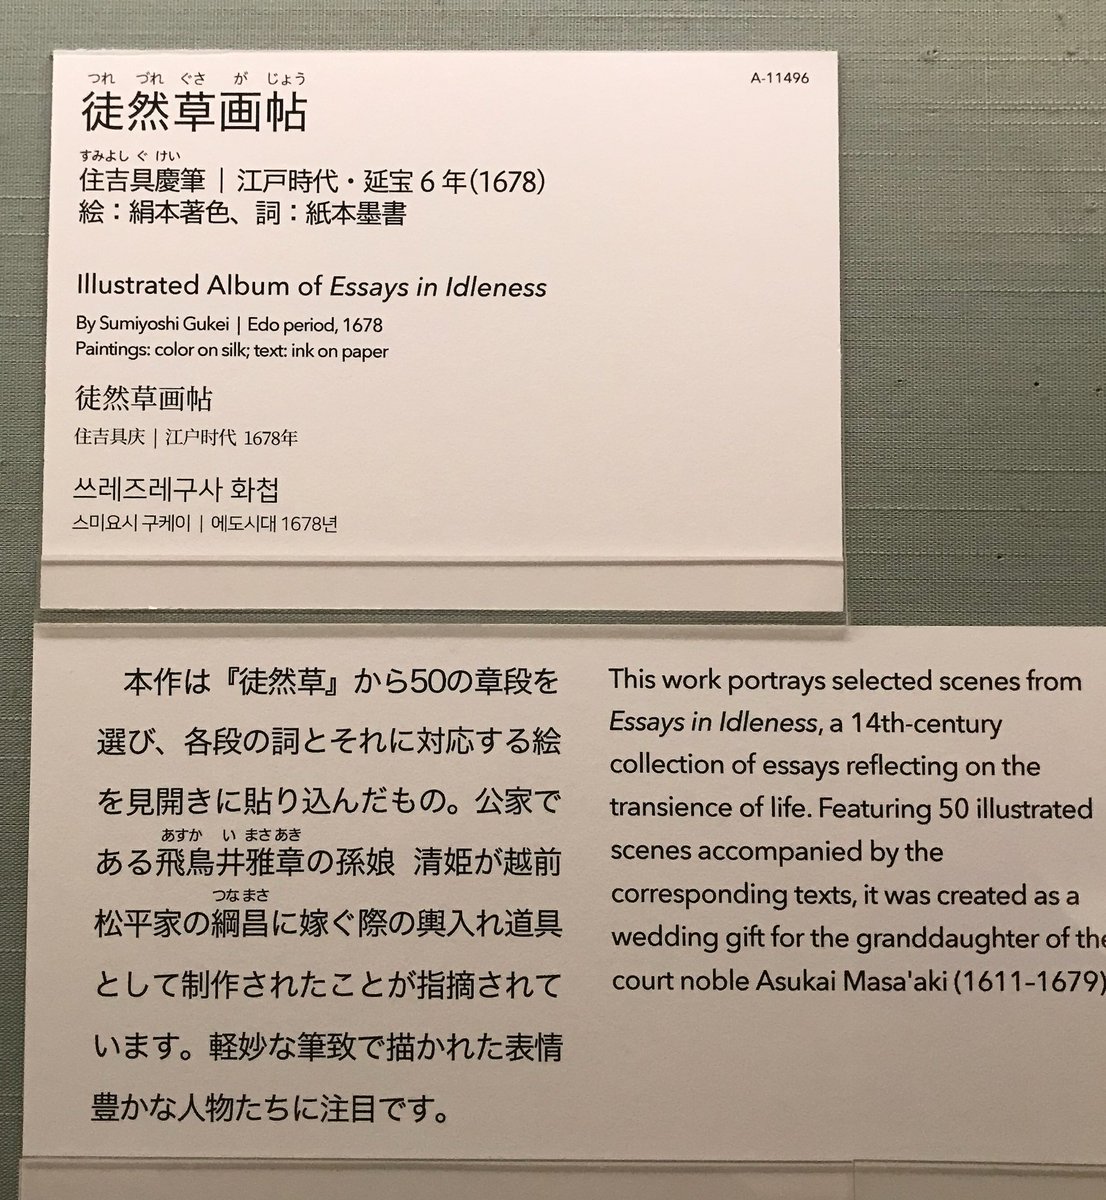 つれ づれ ぐさ が じょう
徒然草画帖
A-11496
すみよし ぐ けい
住吉具慶筆｜江戸時代・延宝6年(1678)
絵：絹本著色、詞：紙本墨書
Illustrated Album of Essays in Idleness
By Sumiyoshi Gukei | Edo period, 1678
Paintings: color on silk; text: ink on paper
徒然草画帖
住吉具庆 | 江户时代 1678年
쓰레즈레구사 화첩
스미요시 구케이 | 에도시대 1678년
本作は『徒然草』から50の章段を
選び、各段の詞とそれに対応する絵
を見開きに貼り込んだもの。公家で
あすか い まさ あき
ある飛鳥井雅章の孫娘 清姫が越前
つな まさ
松平家の綱昌に嫁ぐ際の輿入れ道具
として制作されたことが指摘されて
います。軽妙な筆致で描かれた表情
豊かな人物たちに注目です。
This work portrays selected scenes from
Essays in Idleness, a 14th-century
collection of essays reflecting on the
transience of life. Featuring 50 illustrated
scenes accompanied by the
corresponding texts, it was created as a
wedding gift for the granddaughter of the
court noble Asukai Masa'aki (1611–1679)